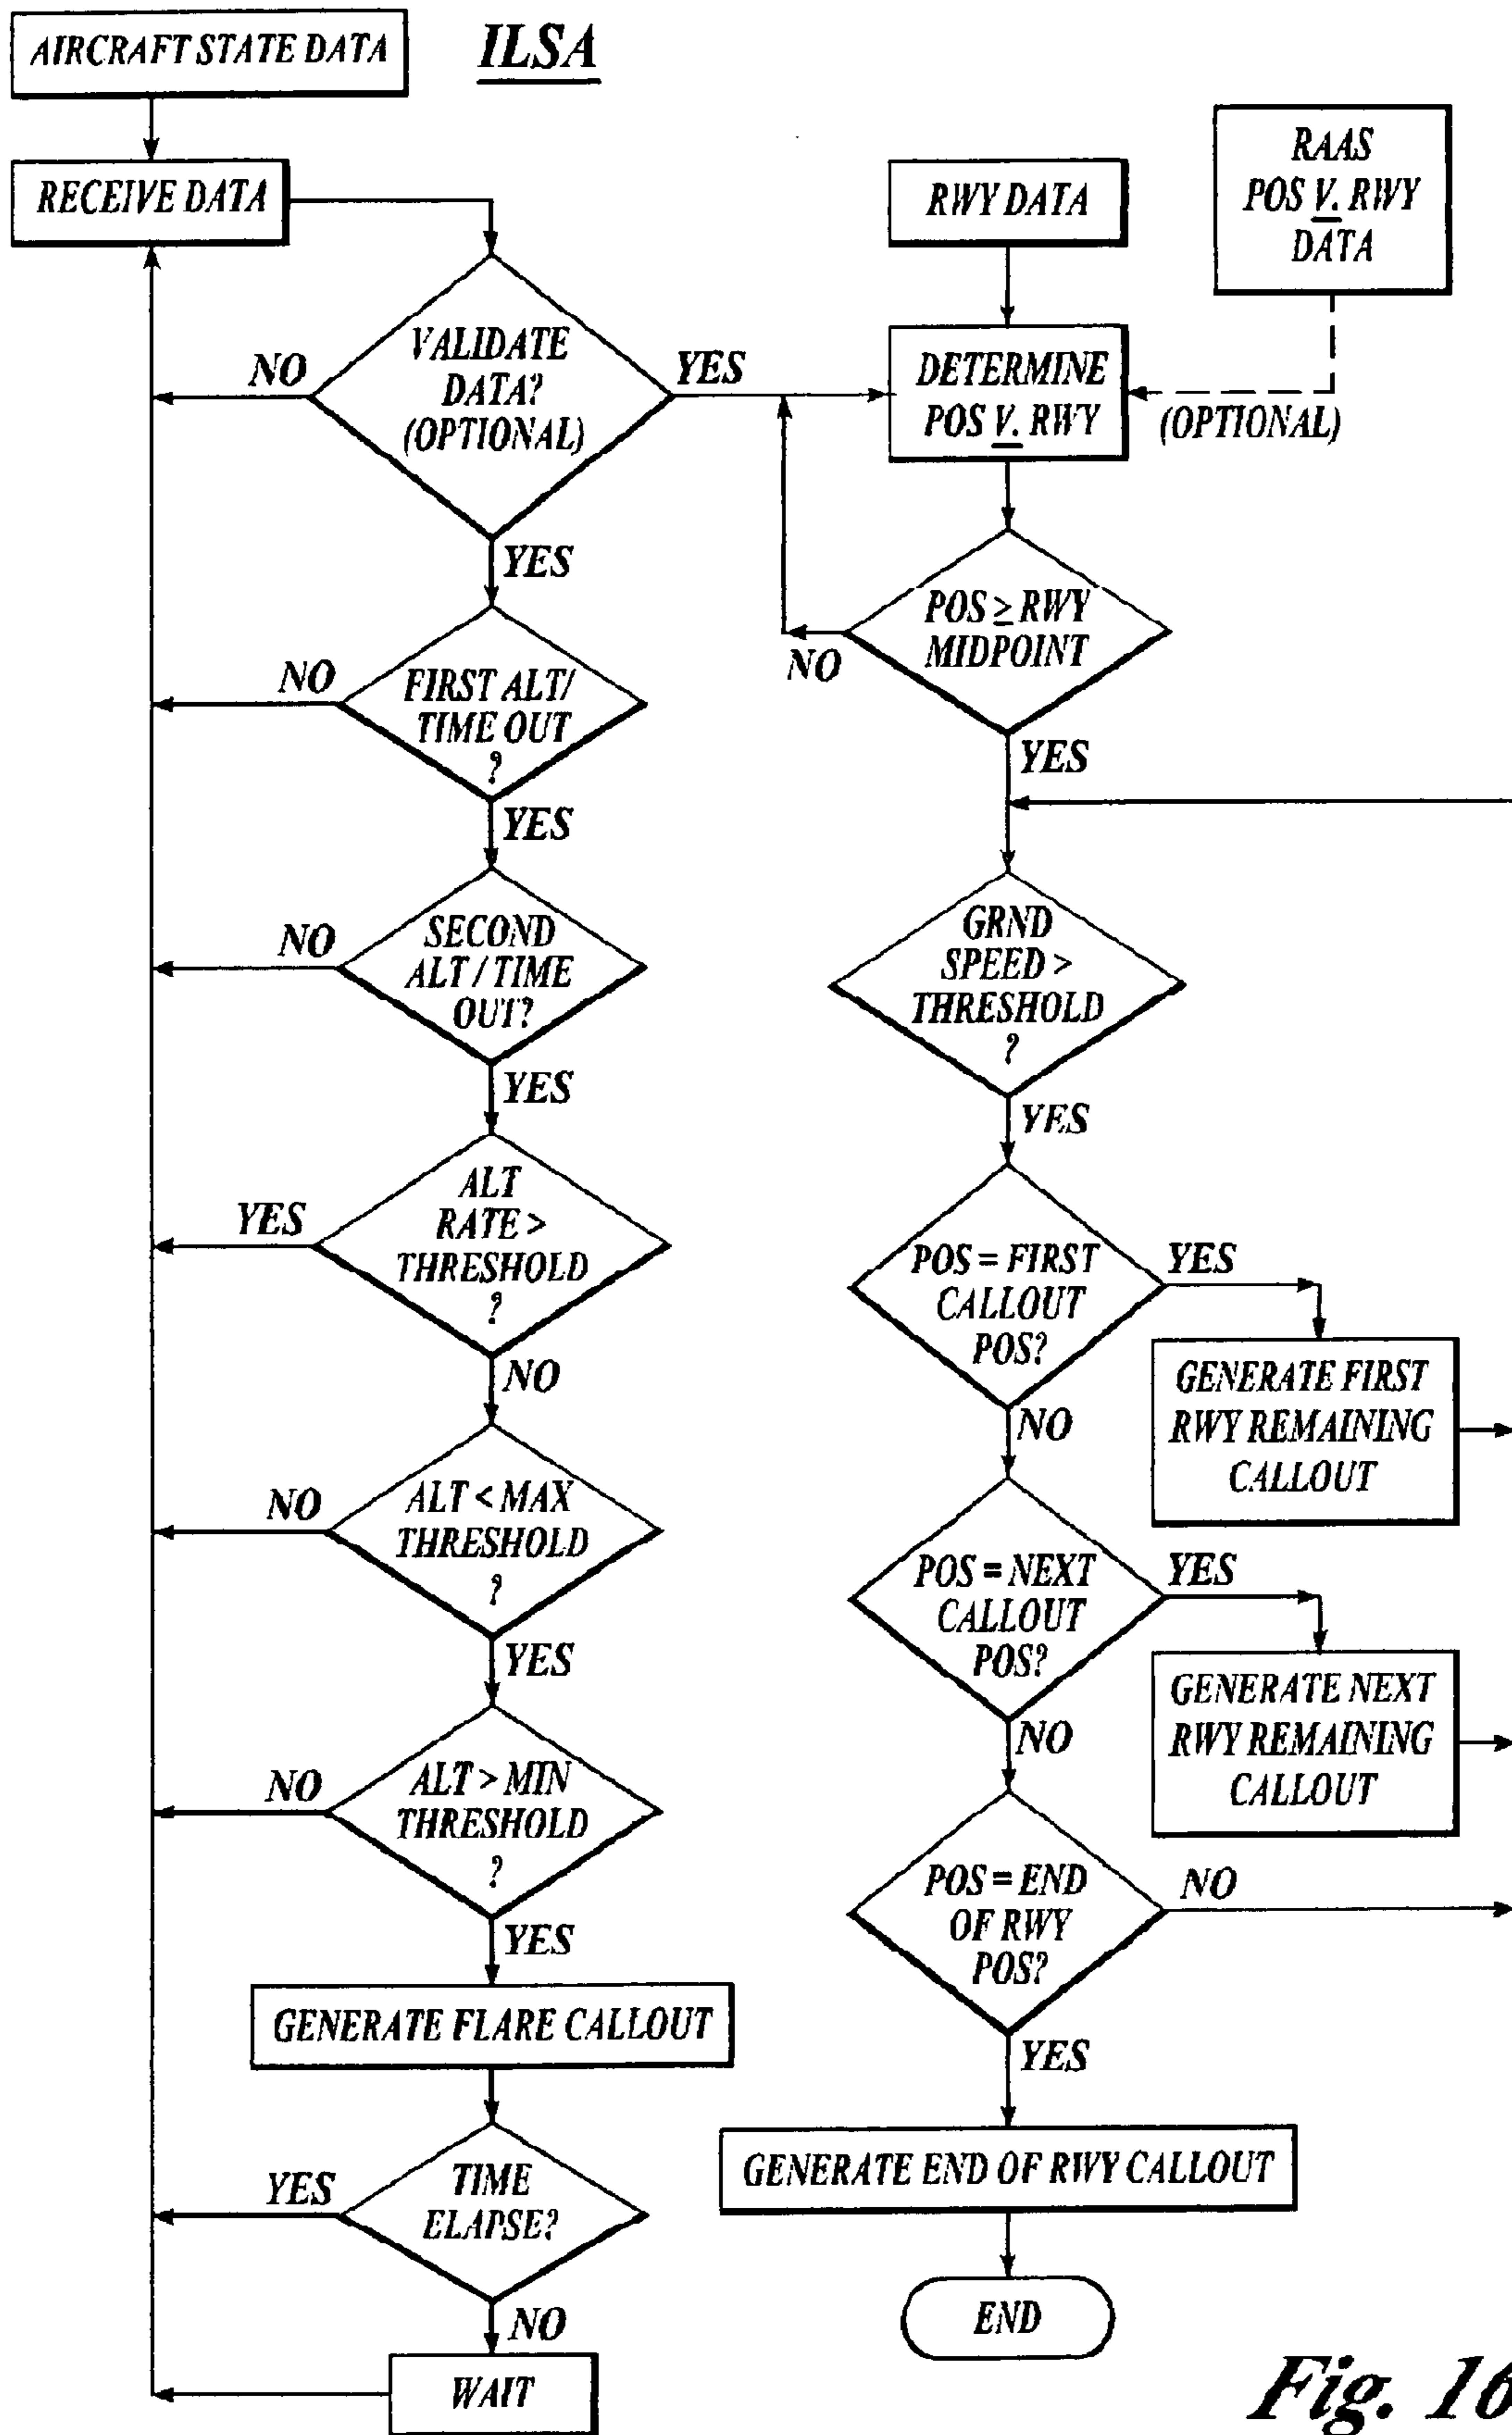 AIRCRAFT STATE DATA
ILSA
RECEIVE DATA
RWY DATA
RAAS
POS V. RWY
DATA
VALIDATE
DATA?
(OPTIONAL)
NO
YES
DETERMINE
POS V. RWY
(OPTIONAL)
YES
POS ≥ RWY
MIDPOINT
NO
YES
FIRST ALT/
TIME OUT
?
NO
YES
SECOND
ALT / TIME
OUT?
NO
YES
GRND
SPEED >
THRESHOLD
?
YES
ALT
RATE >
THRESHOLD
?
YES
NO
POS = FIRST
CALLOUT
POS?
YES
NO
GENERATE FIRST
RWY REMAINING
CALLOUT
ALT < MAX
THRESHOLD
?
NO
YES
POS = NEXT
CALLOUT
POS?
YES
NO
GENERATE NEXT
RWY REMAINING
CALLOUT
ALT > MIN
THRESHOLD
?
NO
YES
POS = END
OF RWY
POS?
NO
YES
GENERATE FLARE CALLOUT
TIME
ELAPSE?
YES
NO
WAIT
GENERATE END OF RWY CALLOUT
END
Fig. 16